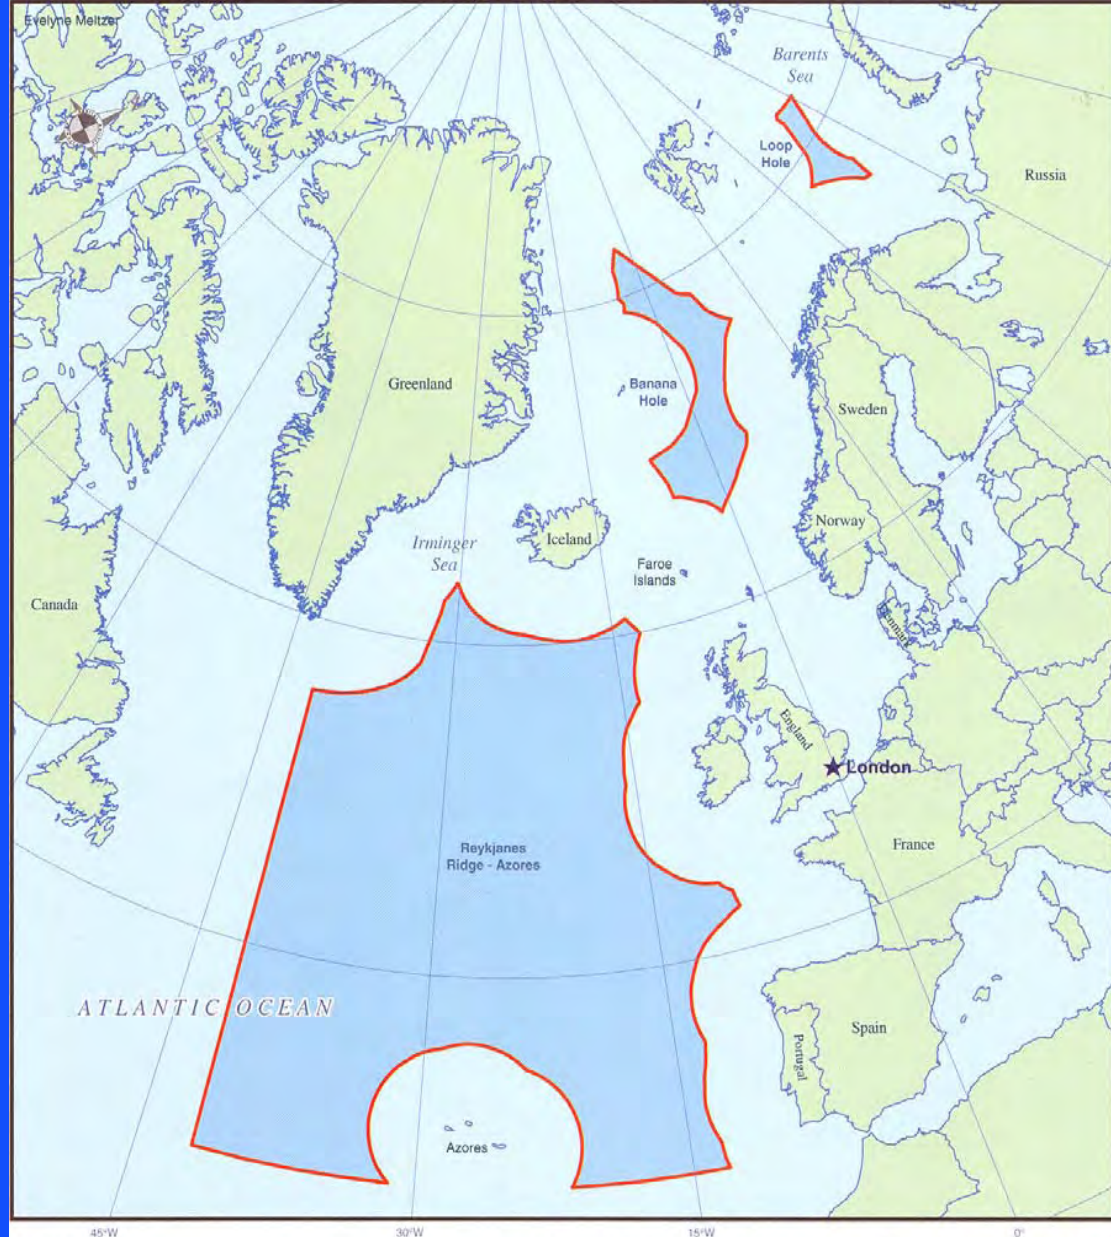 Evelyne Meltzer
Barents
Sea
Loop
Hole
Russia
Greenland
Banana
Hole
Sweden
Norway
Irminger
Sea
Iceland
Faroe
Islands
Canada
Denmark
England
London
Reykjanes
Ridge - Azores
France
ATLANTIC OCEAN
Spain
Portugal
Azores
45°W
30°W
15°W
0°